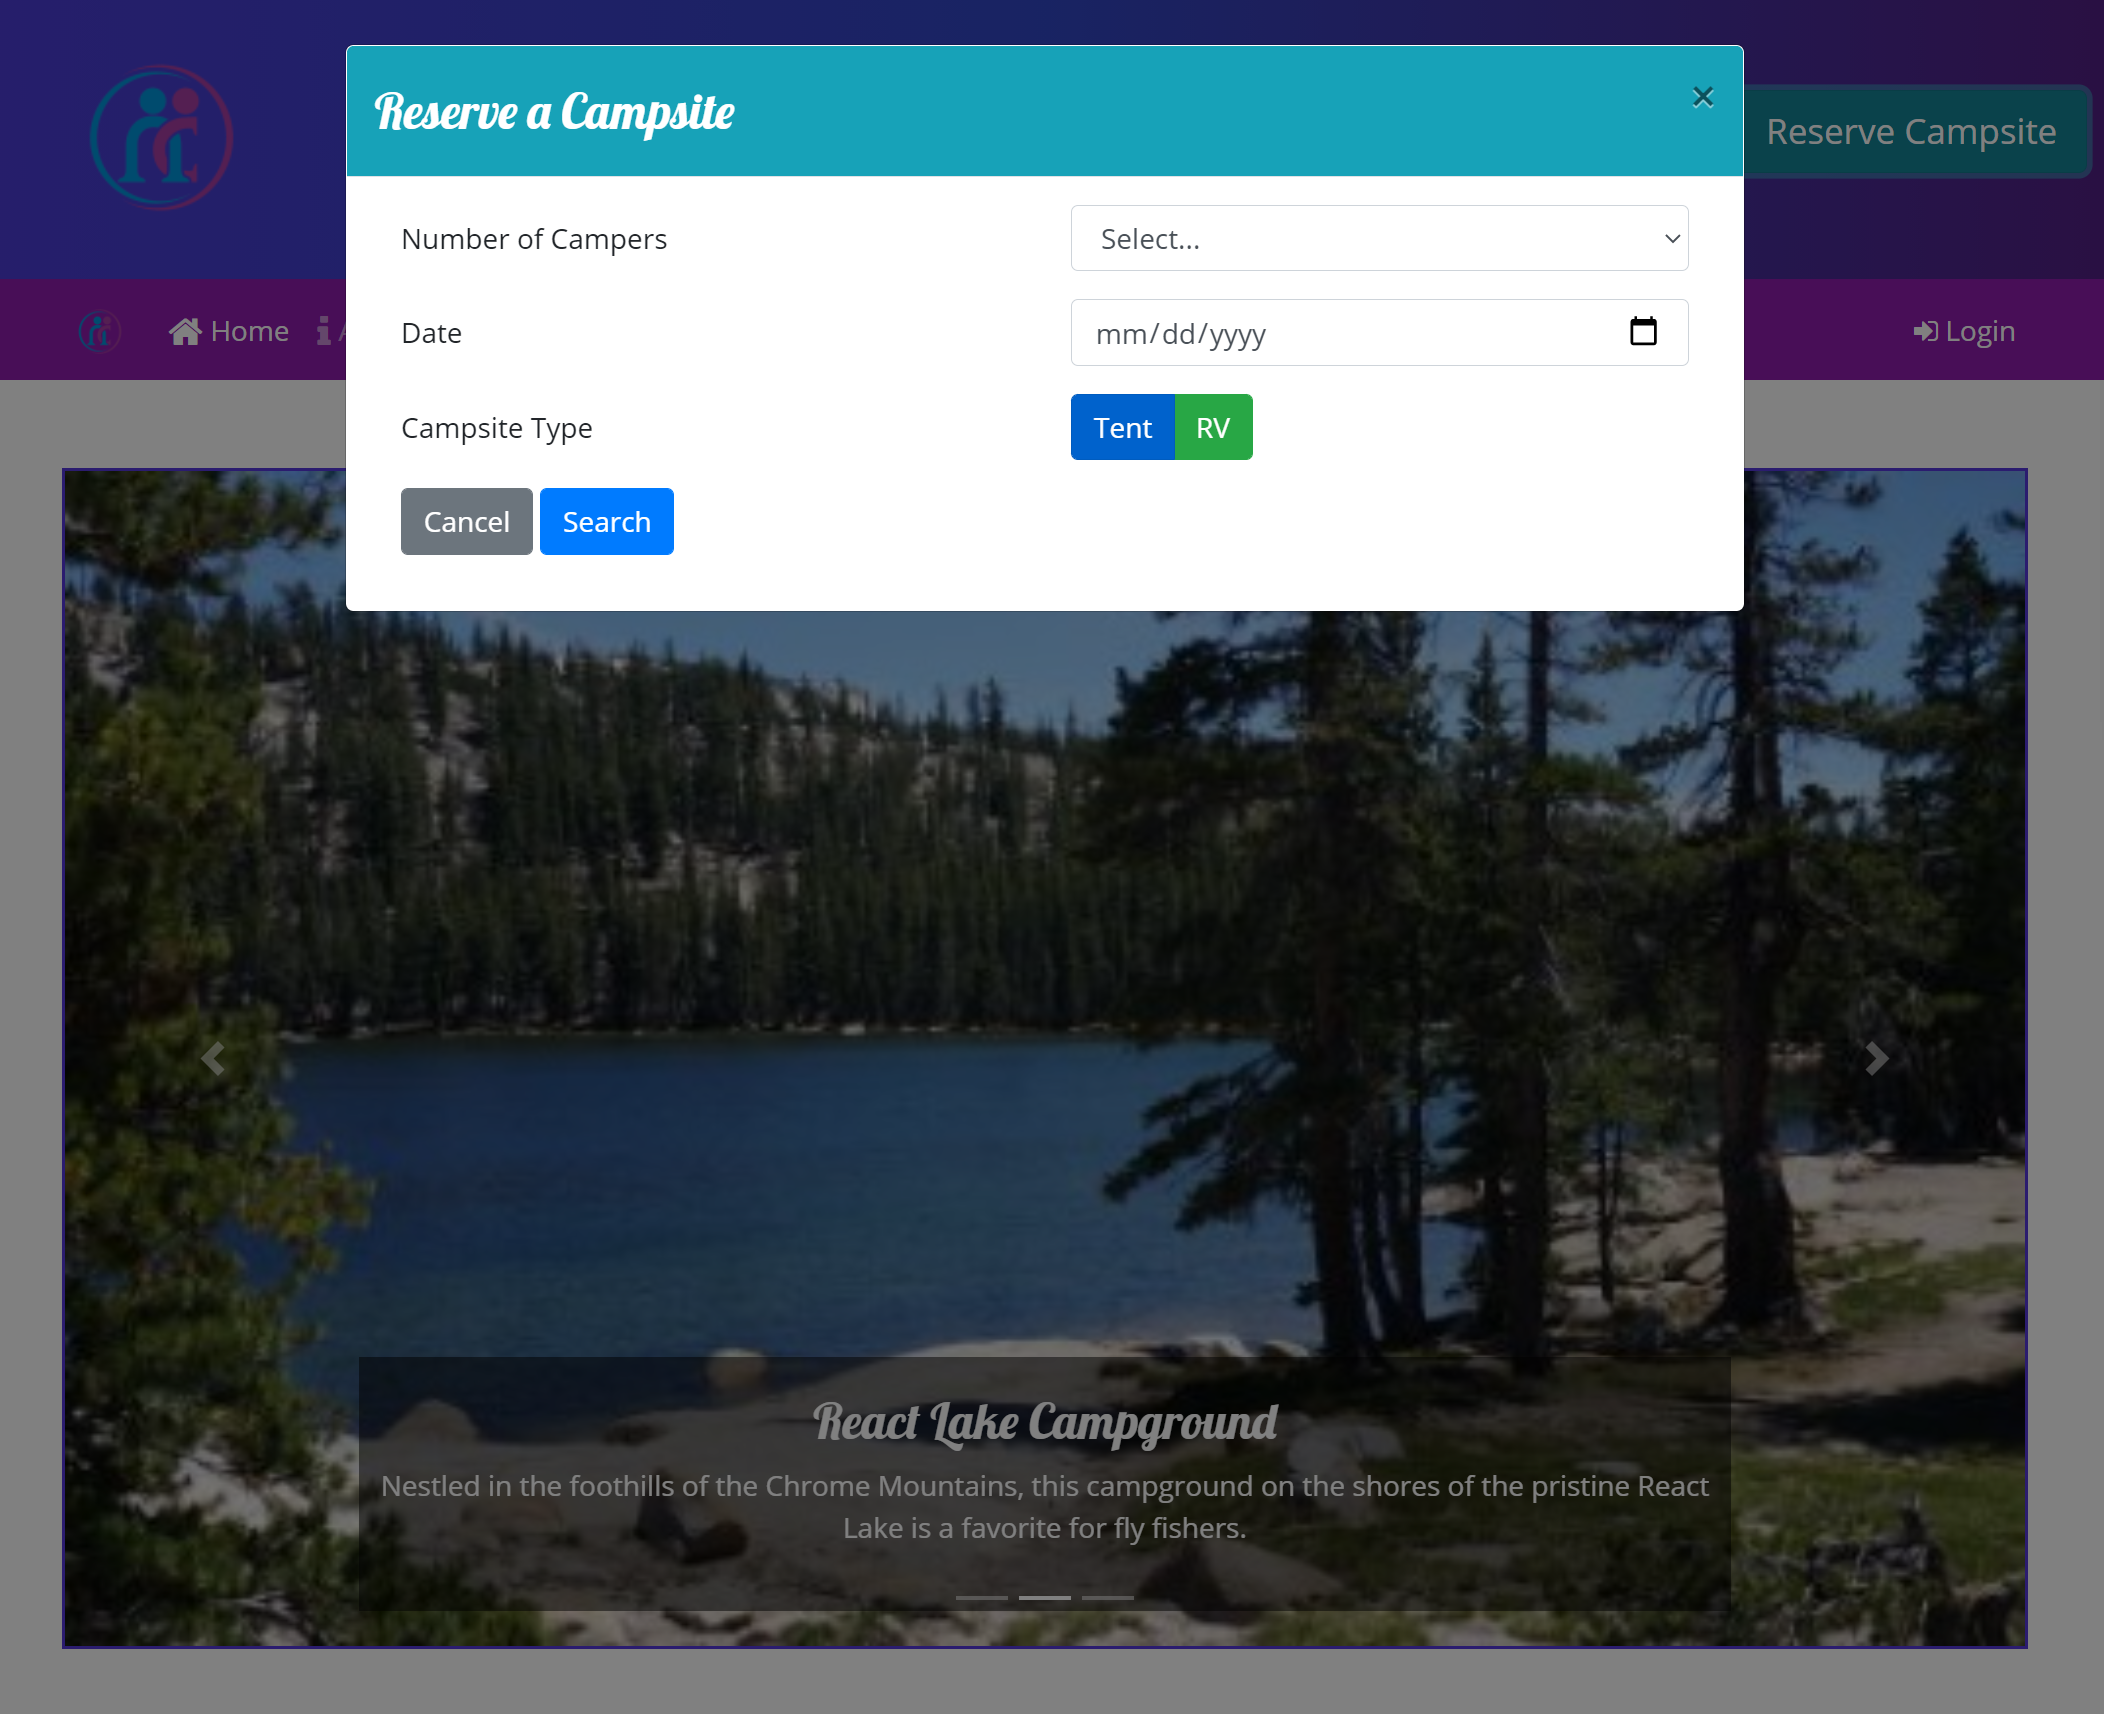 Reserve a Campsite
×
Reserve Campsite
Number of Campers
Select...
Home
Login
Date
mm/dd/yyyy
Campsite Type
Tent
RV
Cancel
Search
React Lake Campground
Nestled in the foothills of the Chrome Mountains, this campground on the shores of the pristine React
Lake is a favorite for fly fishers.